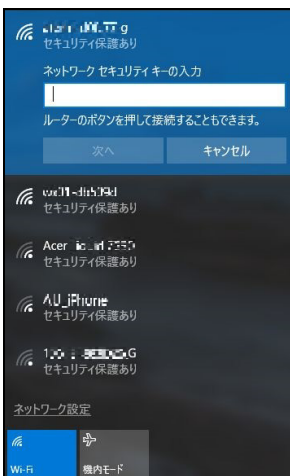 セキュリティ保護あり
ネットワーク セキュリティ キーの入力
ルーターのボタンを押して接続することもできます。
次へ
キャンセル
セキュリティ保護あり
Acer
セキュリティ保護あり
AU_iPhone
セキュリティ保護あり
セキュリティ保護あり
ネットワーク設定
Wi-Fi
機内モード